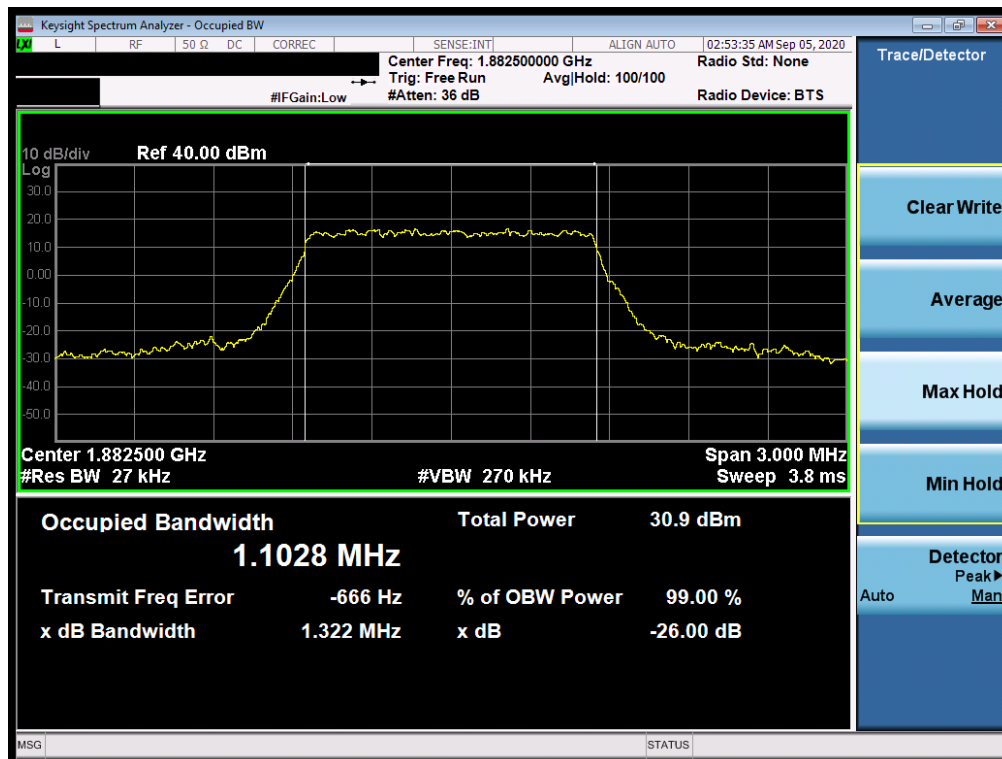 Keysight Spectrum Analyzer - Occupied BW
LXI L RF 50 Ω DC CORREC SENSE:INT ALIGN AUTO 02:53:35 AM Sep 05, 2020
Center Freq: 1.882500000 GHz Radio Std: None
Trig: Free Run Avg|Hold: 100/100
#IFGain:Low #Atten: 36 dB Radio Device: BTS
Trace/Detector
10 dB/div Ref 40.00 dBm
Log
30.0
20.0
10.0
0.00
-10.0
-20.0
-30.0
-40.0
-50.0
Center 1.882500 GHz Span 3.000 MHz
#Res BW 27 kHz #VBW 270 kHz Sweep 3.8 ms
Occupied Bandwidth Total Power 30.9 dBm
1.1028 MHz
Transmit Freq Error -666 Hz % of OBW Power 99.00 %
x dB Bandwidth 1.322 MHz x dB -26.00 dB
Clear Write
Average
Max Hold
Min Hold
Detector
Peak▶
Auto Man
MSG STATUS